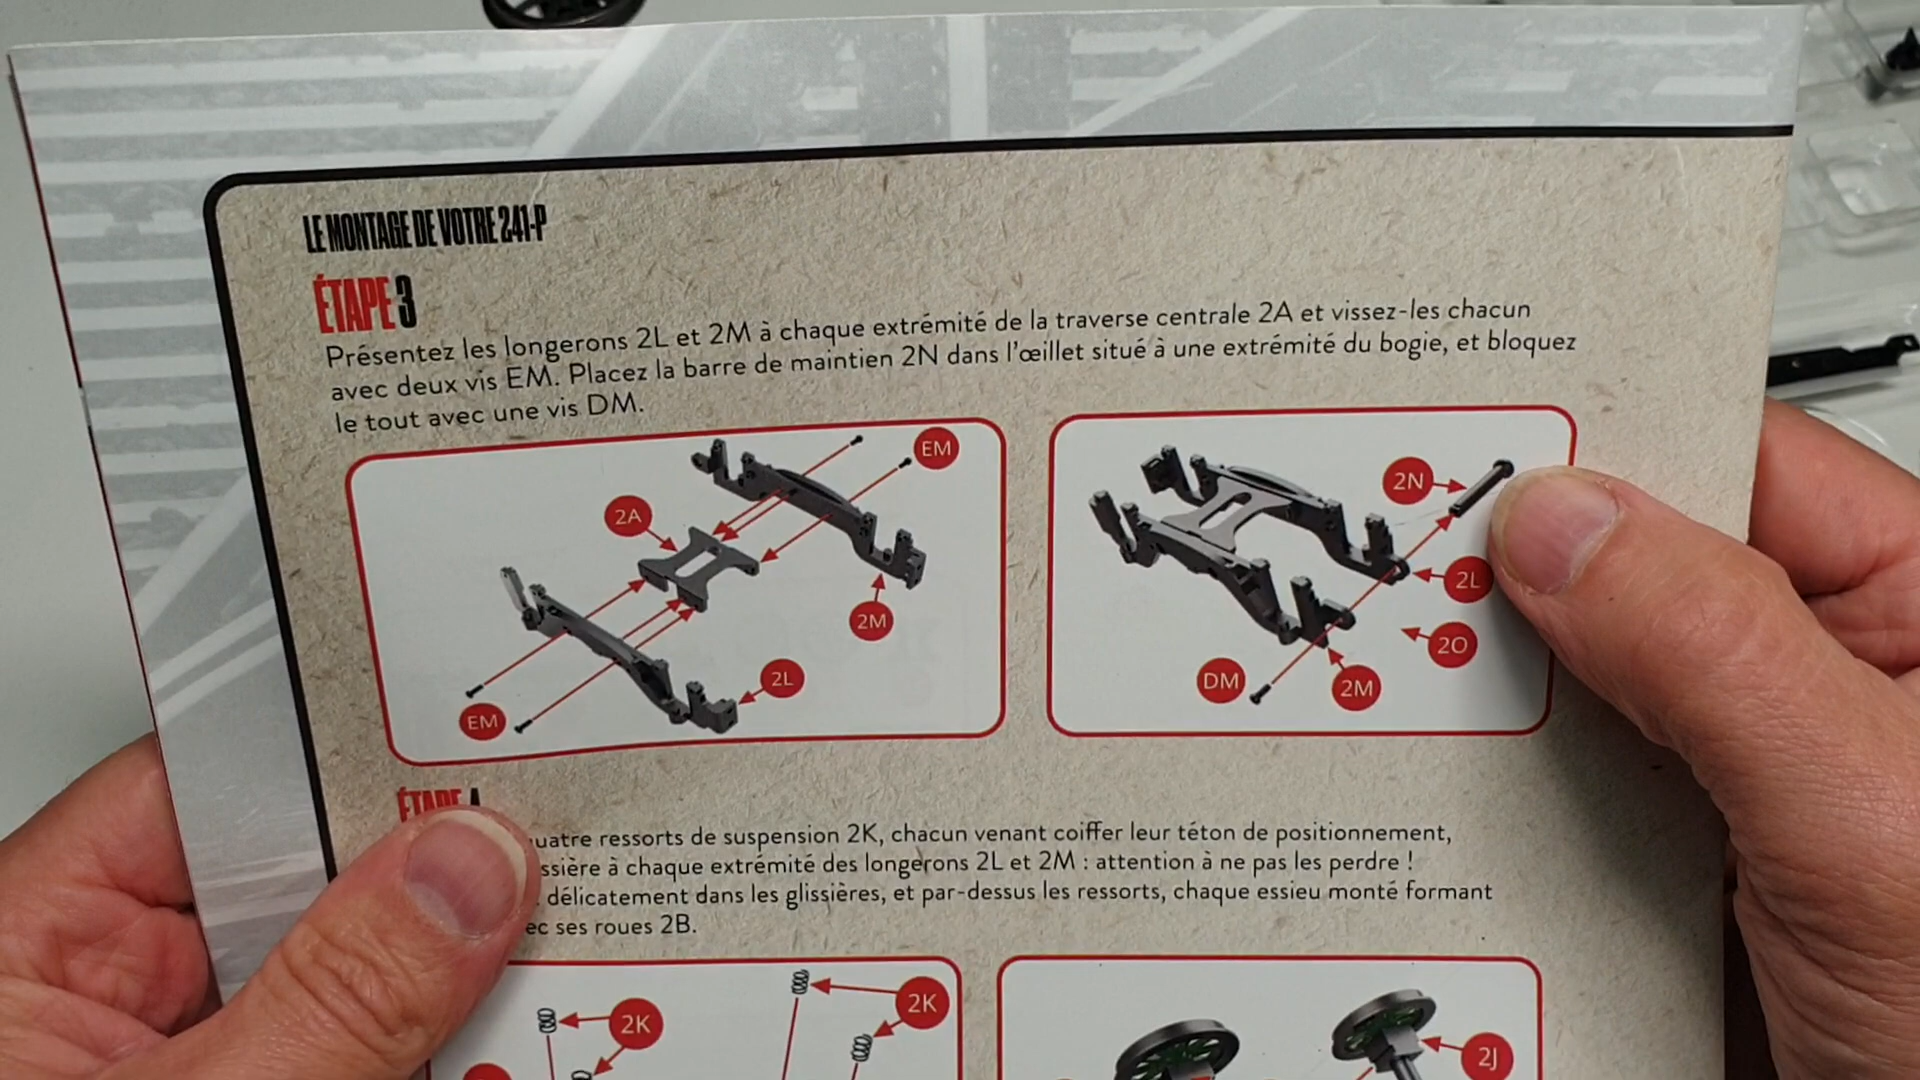 LE MONTAGE DE VOTRE 241-P
ÉTAPE 3
Présentez les longerons 2L et 2M à chaque extrémité de la traverse centrale 2A et vissez-les chacun
avec deux vis EM. Placez la barre de maintien 2N dans l'œillet situé à une extrémité du bogie, et bloquez
le tout avec une vis DM.
EM
2A
2M
2L
EM
2N
2L
2O
DM
2M
ÉTAPE
quatre ressorts de suspension 2K, chacun venant coiffer leur téton de positionnement,
à chaque extrémité des longerons 2L et 2M : attention à ne pas les perdre !
délicatement dans les glissières, et par-dessus les ressorts, chaque essieu monté formant
ses roues 2B.
2K
2K
2J